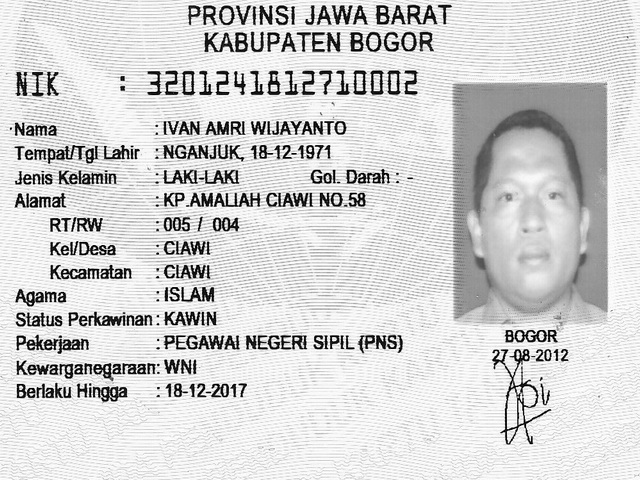 PROVINSI JAWA BARAT
KABUPATEN BOGOR
NIK : 3201241812710002
Nama : IVAN AMRI WIJAYANTO
Tempat/Tgl Lahir : NGANJUK, 18-12-1971
Jenis Kelamin : LAKI-LAKI Gol. Darah : -
Alamat : KP.AMALIAH CIAWI NO.58
RT/RW : 005 / 004
Kel/Desa : CIAWI
Kecamatan : CIAWI
Agama : ISLAM
Status Perkawinan: KAWIN
Pekerjaan : PEGAWAI NEGERI SIPIL (PNS)
Kewarganegaraan: WNI
Berlaku Hingga : 18-12-2017
BOGOR
27-08-2012